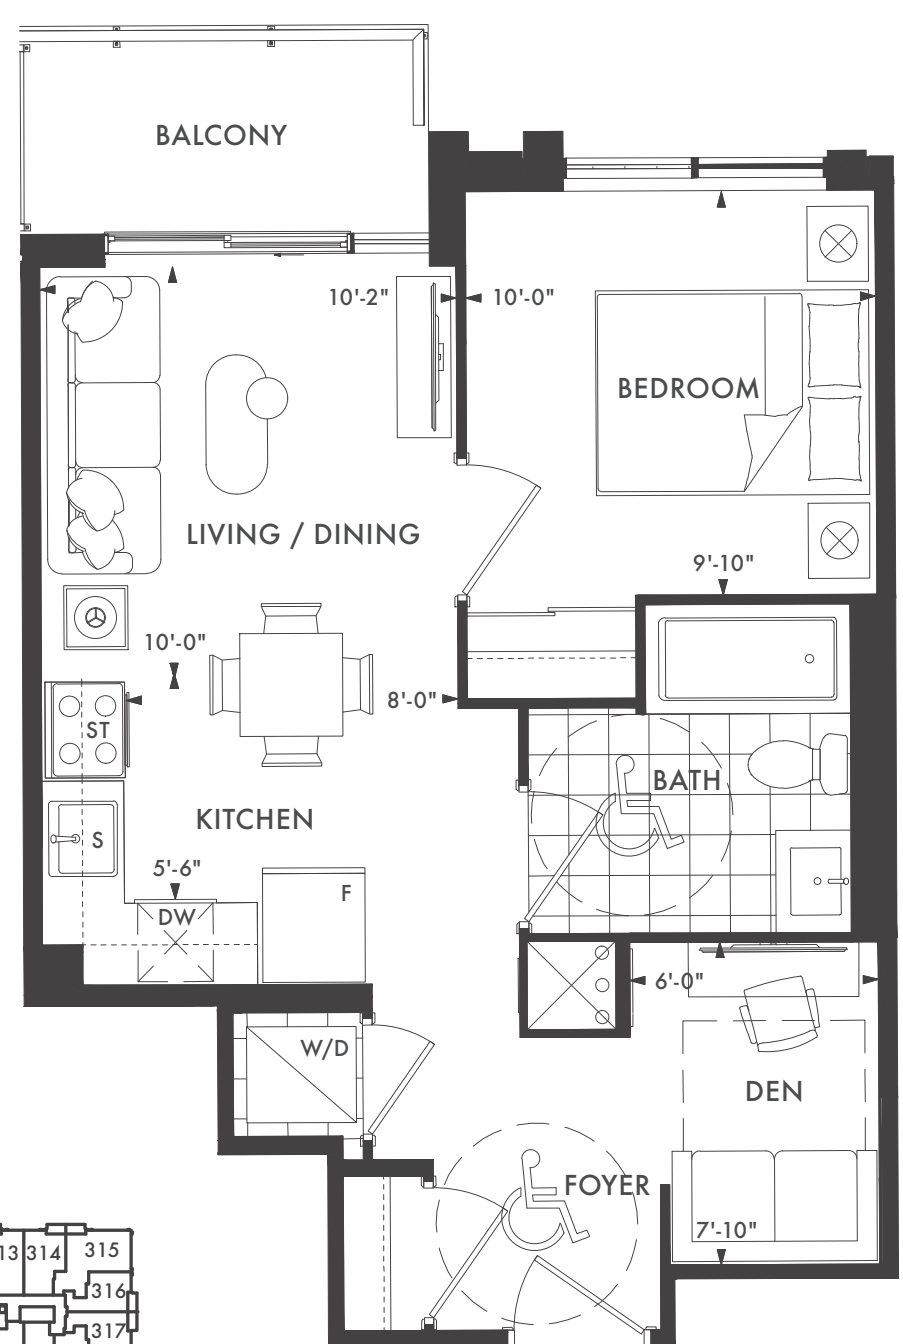 BALCONY
10'-2"
10'-0"
BEDROOM
LIVING / DINING
9'-10"
10'-0"
8'-0"
ST
BATH
KITCHEN
S
5'-6"
F
DW
6'-0"
W/D
DEN
FOYER
7'-10"
13
314
315
316
317